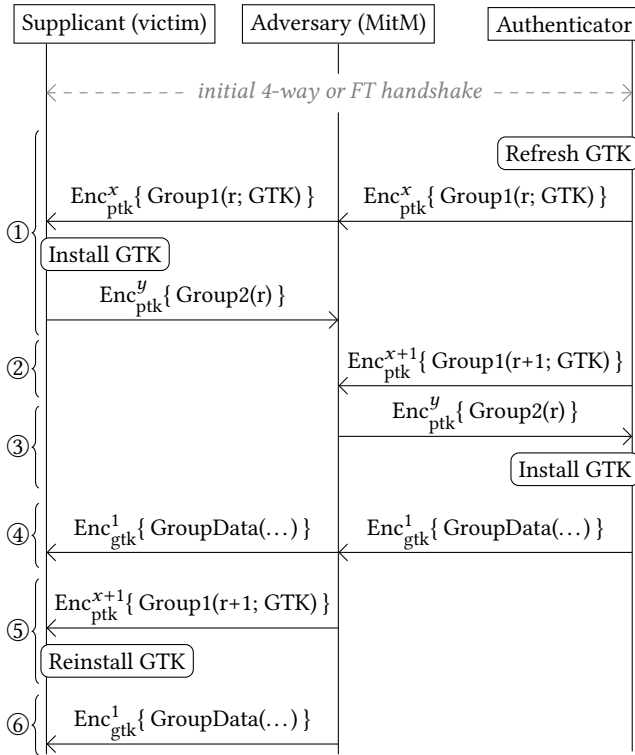 Supplicant (victim) Adversary (MitM) Authenticator
initial 4-way or FT handshake
Refresh GTK
Enc^x_ptk{ Group1(r; GTK) } Enc^x_ptk{ Group1(r; GTK) }
①
Install GTK
Enc^y_ptk{ Group2(r) }
② Enc^x+1_ptk{ Group1(r+1; GTK) }
Enc^y_ptk{ Group2(r) }
③
Install GTK
④ Enc^1_gtk{ GroupData(...) } Enc^1_gtk{ GroupData(...) }
Enc^x+1_ptk{ Group1(r+1; GTK) }
⑤
Reinstall GTK
⑥ Enc^1_gtk{ GroupData(...) }